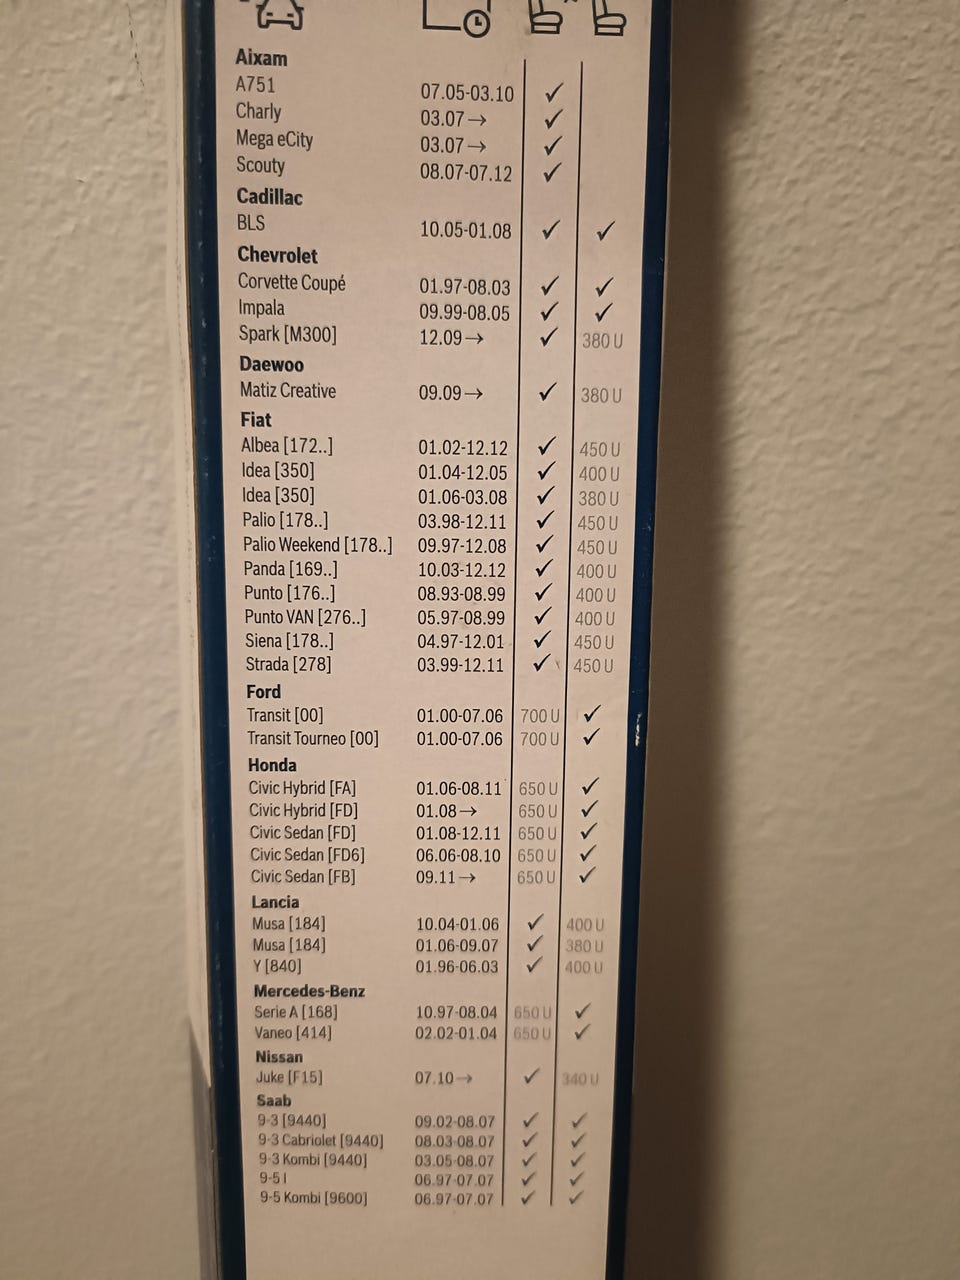 Aixam
A751 07.05-03.10 ✓
Charly 03.07→ ✓
Mega eCity 03.07→ ✓
Scouty 08.07-07.12 ✓
Cadillac
BLS 10.05-01.08 ✓ ✓
Chevrolet
Corvette Coupé 01.97-08.03 ✓ ✓
Impala 09.99-08.05 ✓ ✓
Spark [M300] 12.09→ ✓ 380 U
Daewoo
Matiz Creative 09.09→ ✓ 380 U
Fiat
Albea [172..] 01.02-12.12 ✓ 450 U
Idea [350] 01.04-12.05 ✓ 400 U
Idea [350] 01.06-03.08 ✓ 380 U
Palio [178..] 03.98-12.11 ✓ 450 U
Palio Weekend [178..] 09.97-12.08 ✓ 450 U
Panda [169..] 10.03-12.12 ✓ 400 U
Punto [176..] 08.93-08.99 ✓ 400 U
Punto VAN [276..] 05.97-08.99 ✓ 400 U
Siena [178..] 04.97-12.01 ✓ 450 U
Strada [278] 03.99-12.11 ✓ 450 U
Ford
Transit [00] 01.00-07.06 700 U ✓
Transit Tourneo [00] 01.00-07.06 700 U ✓
Honda
Civic Hybrid [FA] 01.06-08.11 650 U ✓
Civic Hybrid [FD] 01.08→ 650 U ✓
Civic Sedan [FD] 01.08-12.11 650 U ✓
Civic Sedan [FD6] 06.06-08.10 650 U ✓
Civic Sedan [FB] 09.11→ 650 U ✓
Lancia
Musa [184] 10.04-01.06 ✓ 400 U
Musa [184] 01.06-09.07 ✓ 380 U
Y [840] 01.96-06.03 ✓ 400 U
Mercedes-Benz
Serie A [168] 10.97-08.04 650 U ✓
Vaneo [414] 02.02-01.04 650 U ✓
Nissan
Juke [F15] 07.10→ ✓ 340 U
Saab
9-3 [9440] 09.02-08.07 ✓ ✓
9-3 Cabriolet [9440] 08.03-08.07 ✓ ✓
9-3 Kombi [9440] 03.05-08.07 ✓ ✓
9-5 I 06.97-07.07 ✓ ✓
9-5 Kombi [9600] 06.97-07.07 ✓ ✓